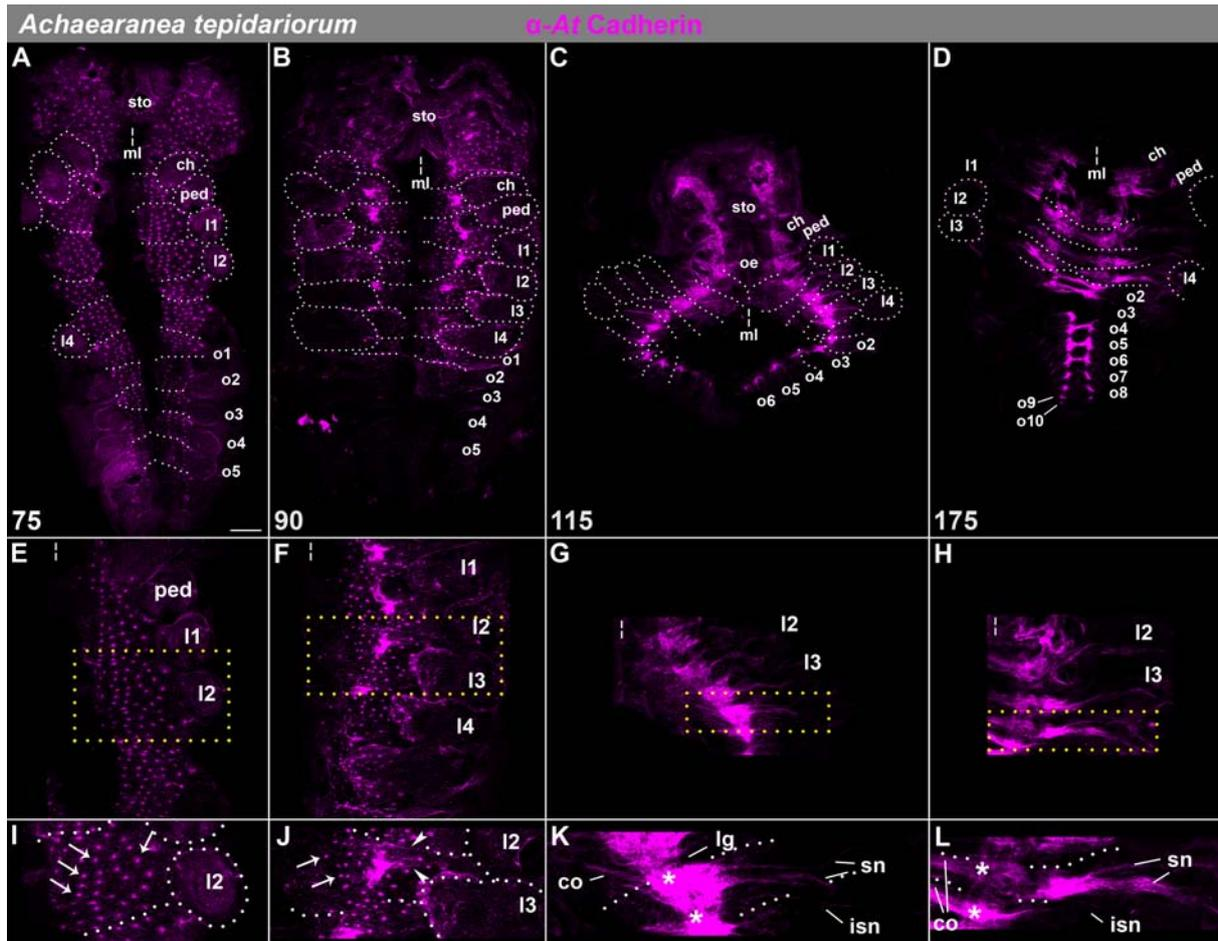 Achaearanea tepidariorum α-At Cadherin
A
sto
ml
ch
ped
l1
l2
l4
o1
o2
o3
o4
o5
75
B
sto
ml
ch
ped
l1
l2
l3
l4
o1
o2
o3
o4
o5
90
C
sto
ch
ped
l1
l2
l3
l4
oe
ml
o2
o3
o4
o5
o6
115
D
l1
l2
l3
ml
ch
ped
l4
o2
o3
o4
o5
o6
o7
o8
o9
o10
175
E
ped
l1
l2
F
l1
l2
l3
l4
G
l2
l3
H
l2
l3
I
l2
J
l2
l3
K
lg
co
*
sn
*
isn
L
*
sn
*
co
isn